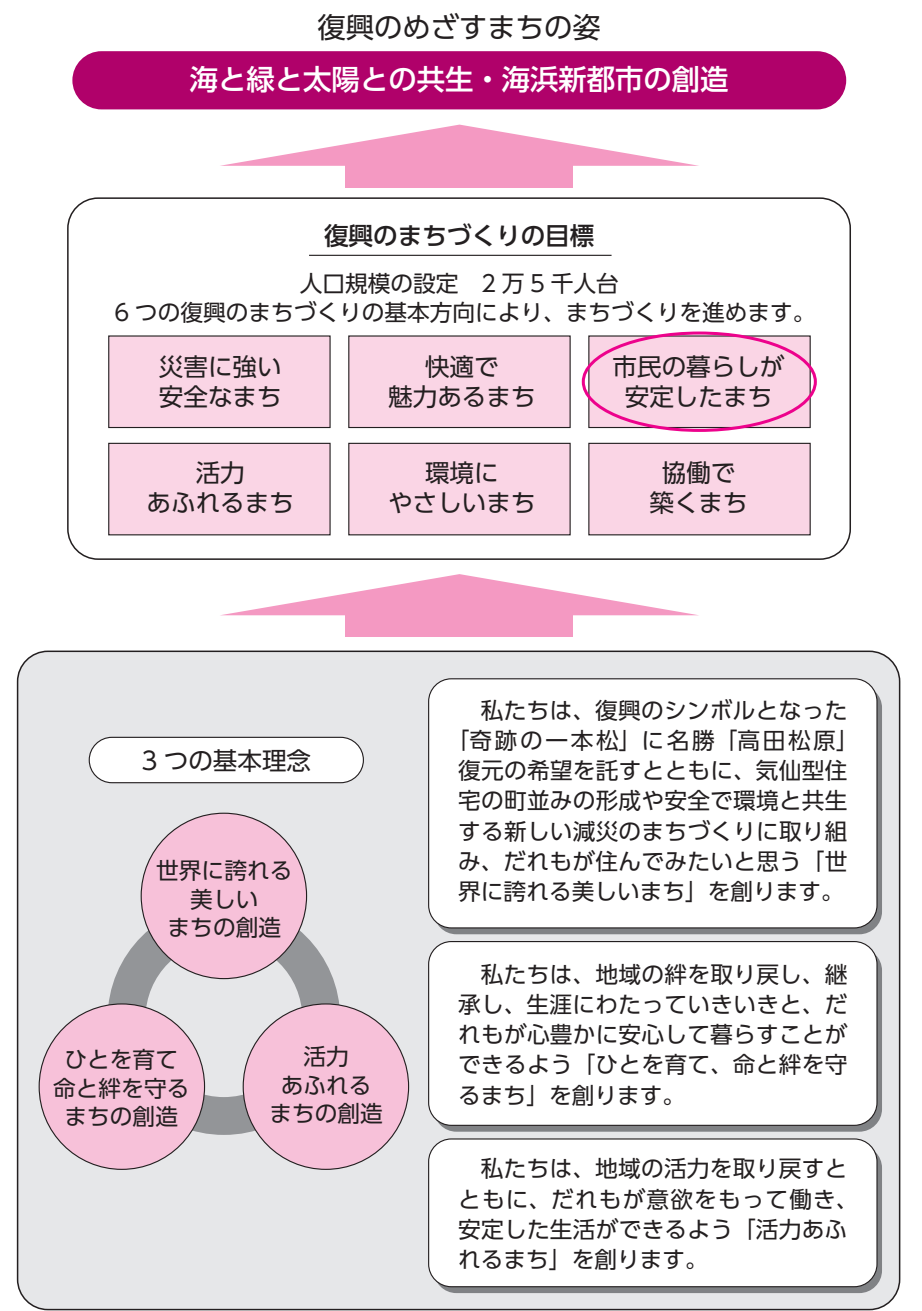 復興のめざすまちの姿
海と緑と太陽との共生・海浜新都市の創造
復興のまちづくりの目標
人口規模の設定　２万５千人台
６つの復興のまちづくりの基本方向により、まちづくりを進めます。
災害に強い
安全なまち
快適で
魅力あるまち
市民の暮らしが
安定したまち
活力
あふれるまち
環境に
やさしいまち
協働で
築くまち
３つの基本理念
世界に誇れる
美しい
まちの創造
ひとを育て
命と絆を守る
まちの創造
活力
あふれる
まちの創造
私たちは、復興のシンボルとなった
「奇跡の一本松」に名勝「高田松原」
復元の希望を託すとともに、気仙型住
宅の町並みの形成や安全で環境と共生
する新しい減災のまちづくりに取り組
み、だれもが住んでみたいと思う「世
界に誇れる美しいまち」を創ります。
私たちは、地域の絆を取り戻し、継
承し、生涯にわたっていきいきと、だ
れもが心豊かに安心して暮らすことが
できるよう「ひとを育て、命と絆を守
るまち」を創ります。
私たちは、地域の活力を取り戻すと
ともに、だれもが意欲をもって働き、
安定した生活ができるよう「活力あふ
れるまち」を創ります。